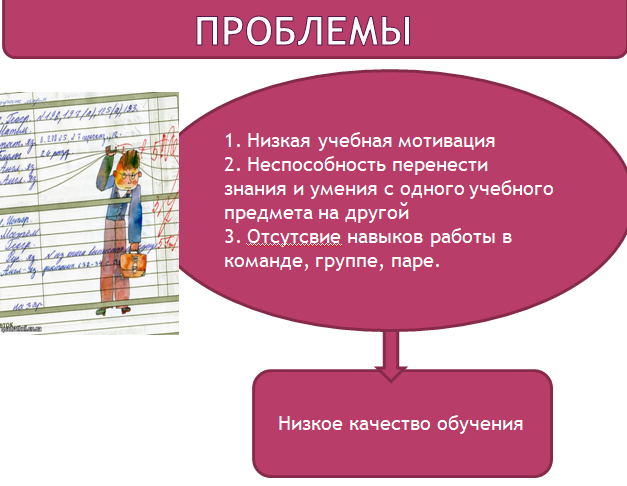 ПРОБЛЕМЫ
1. Низкая учебная мотивация
2. Неспособность перенести
знания и умения с одного учебного
предмета на другой
3. Отсутсвие навыков работы в
команде, группе, паре.
Низкое качество обучения